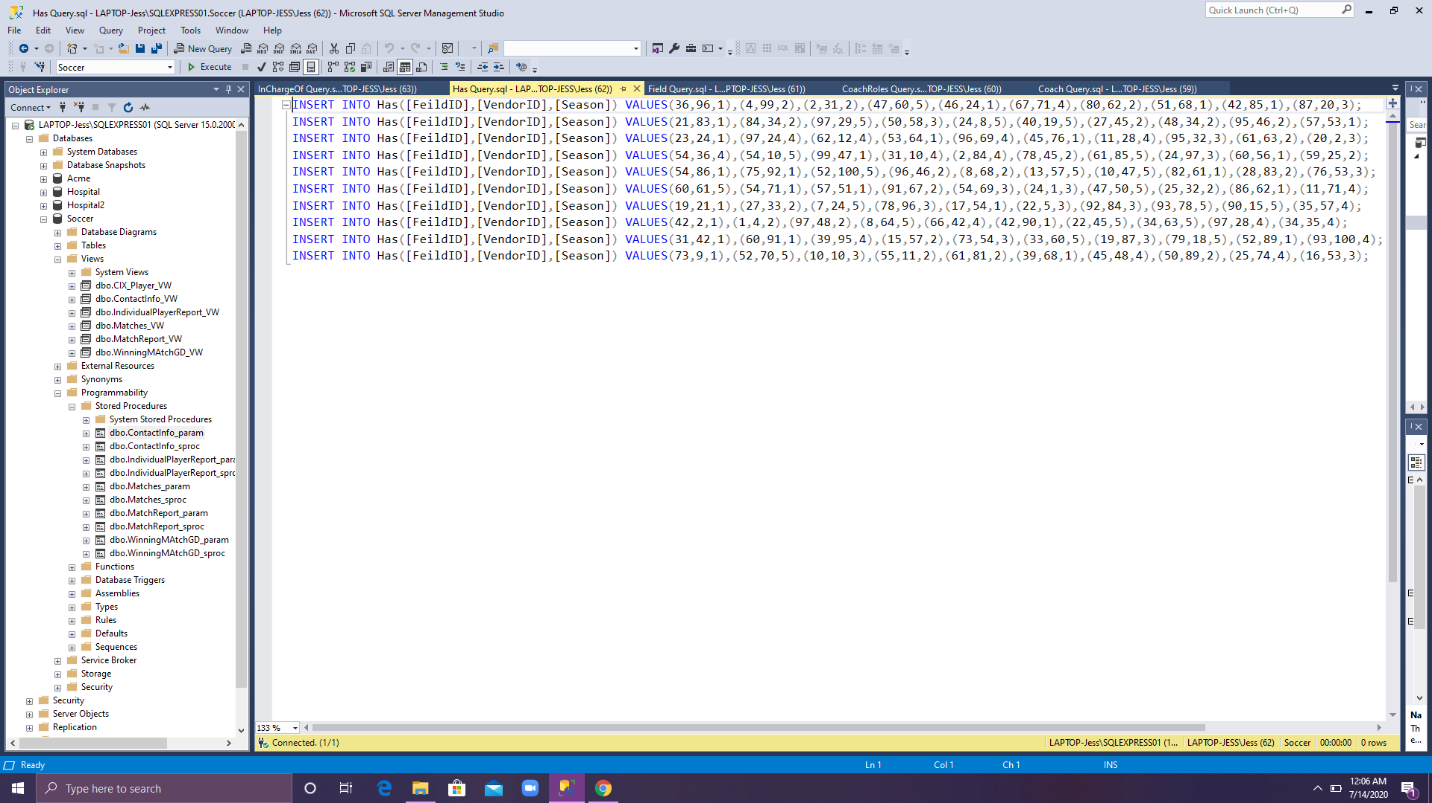 Has Query.sql - LAPTOP-Jess\SQLEXPRESS01.Soccer (LAPTOP-JESS\Jess (62)) - Microsoft SQL Server Management Studio
Quick Launch (Ctrl+Q)
File Edit View Query Project Tools Window Help
New Query
Soccer
Execute
Object Explorer
Connect
LAPTOP-Jess\SQLEXPRESS01 (SQL Server 15.0.2000
Databases
System Databases
Database Snapshots
Acme
Hospital
Hospital2
Soccer
Database Diagrams
Tables
Views
System Views
dbo.CIX_Player_VW
dbo.ContactInfo_VW
dbo.IndividualPlayerReport_VW
dbo.Matches_VW
dbo.MatchReport_VW
dbo.WinningMAtchGD_VW
External Resources
Synonyms
Programmability
Stored Procedures
System Stored Procedures
dbo.ContactInfo_param
dbo.ContactInfo_sproc
dbo.IndividualPlayerReport_para
dbo.IndividualPlayerReport_spro
dbo.Matches_param
dbo.Matches_sproc
dbo.MatchReport_param
dbo.MatchReport_sproc
dbo.WinningMAtchGD_param
dbo.WinningMAtchGD_sproc
Functions
Database Triggers
Assemblies
Types
Rules
Defaults
Sequences
Service Broker
Storage
Security
Security
Server Objects
Replication
InChargeOf Query.s...TOP-JESS\Jess (63)) Has Query.sql - LAP...TOP-JESS\Jess (62)) Field Query.sql - L...PTOP-JESS\Jess (61)) CoachRoles Query.s...TOP-JESS\Jess (60)) Coach Query.sql - L...TOP-JESS\Jess (59))
INSERT INTO Has([FeildID],[VendorID],[Season]) VALUES(36,96,1),(4,99,2),(2,31,2),(47,60,5),(46,24,1),(67,71,4),(80,62,2),(51,68,1),(42,85,1),(87,20,3);
INSERT INTO Has([FeildID],[VendorID],[Season]) VALUES(21,83,1),(84,34,2),(97,29,5),(50,58,3),(24,8,5),(40,19,5),(27,45,2),(48,34,2),(95,46,2),(57,53,1);
INSERT INTO Has([FeildID],[VendorID],[Season]) VALUES(23,24,1),(97,24,4),(62,12,4),(53,64,1),(96,69,4),(45,76,1),(11,28,4),(95,32,3),(61,63,2),(20,2,3);
INSERT INTO Has([FeildID],[VendorID],[Season]) VALUES(54,36,4),(54,10,5),(99,47,1),(31,10,4),(2,84,4),(78,45,2),(61,85,5),(24,97,3),(60,56,1),(59,25,2);
INSERT INTO Has([FeildID],[VendorID],[Season]) VALUES(54,86,1),(75,92,1),(52,100,5),(96,46,2),(8,68,2),(13,57,5),(10,47,5),(82,61,1),(28,83,2),(76,53,3);
INSERT INTO Has([FeildID],[VendorID],[Season]) VALUES(60,61,5),(54,71,1),(57,51,1),(91,67,2),(54,69,3),(24,1,3),(47,50,5),(25,32,2),(86,62,1),(11,71,4);
INSERT INTO Has([FeildID],[VendorID],[Season]) VALUES(19,21,1),(27,33,2),(7,24,5),(78,96,3),(17,54,1),(22,5,3),(92,84,3),(93,78,5),(90,15,5),(35,57,4);
INSERT INTO Has([FeildID],[VendorID],[Season]) VALUES(42,2,1),(1,4,2),(97,48,2),(8,64,5),(66,42,4),(42,90,1),(22,45,5),(34,63,5),(97,28,4),(34,35,4);
INSERT INTO Has([FeildID],[VendorID],[Season]) VALUES(31,42,1),(60,91,1),(39,95,4),(15,57,2),(73,54,3),(33,60,5),(19,87,3),(79,18,5),(52,89,1),(93,100,4);
INSERT INTO Has([FeildID],[VendorID],[Season]) VALUES(73,9,1),(52,70,5),(10,10,3),(55,11,2),(61,81,2),(39,68,1),(45,48,4),(50,89,2),(25,74,4),(16,53,3);
Sear
Na
Th
e...
133 %
Connected. (1/1) LAPTOP-Jess\SQLEXPRESS01 (1... LAPTOP-JESS\Jess (62) Soccer 00:00:00 0 rows
Ready Ln 1 Col 1 Ch 1 INS
Type here to search
12:06 AM
7/14/2020
1